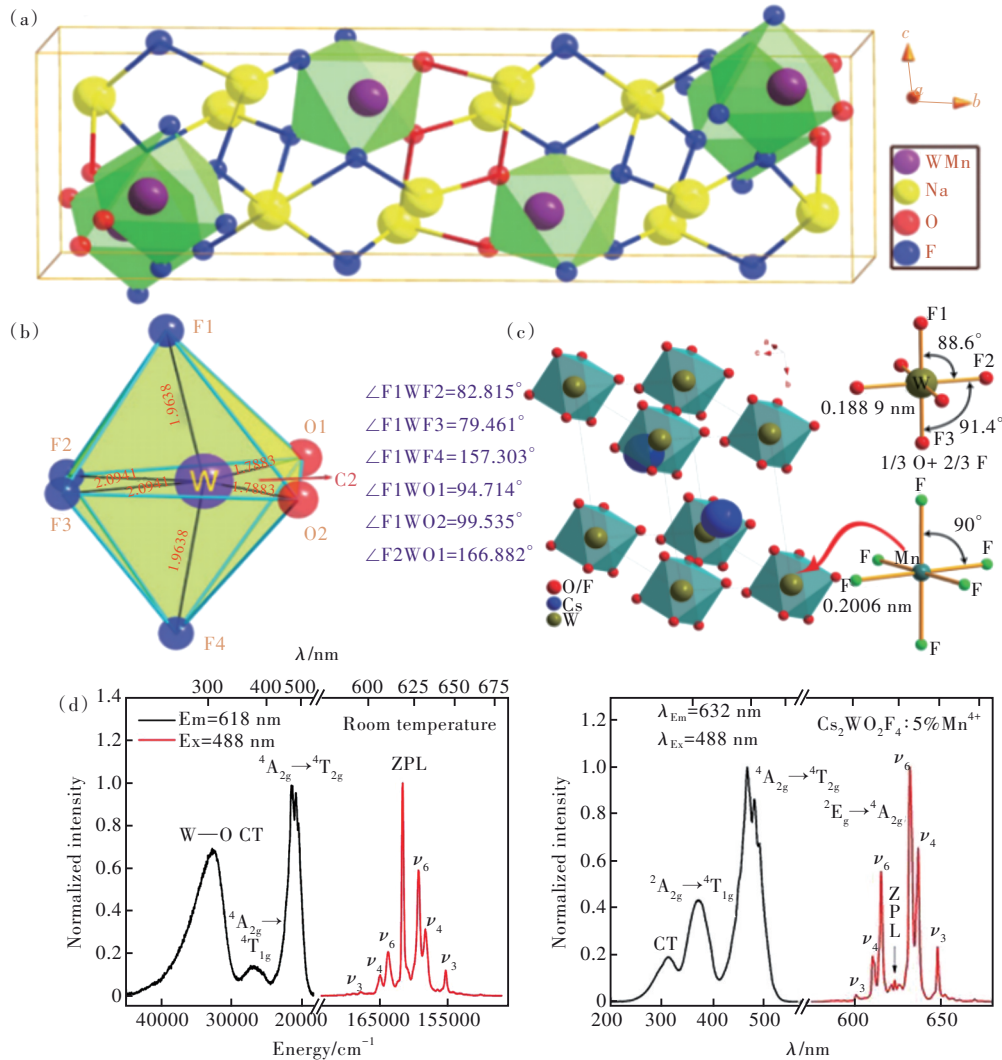 (a)
c
a
b
WMn
Na
O
F
(b)
F1
1.9638
F2
2.0941
F3
2.0941
W
1.7883
1.7883
O1
C2
O2
1.9638
F4
∠F1WF2=82.815°
∠F1WF3=79.461°
∠F1WF4=157.303°
∠F1WO1=94.714°
∠F1WO2=99.535°
∠F2WO1=166.882°
(c)
O/F
Cs
W
F1
88.6°
F2
W
0.188 9 nm
91.4°
F3
1/3 O+ 2/3 F
F
90°
Mn
F
F
F
F
0.2006 nm
F
(d)
λ/nm
300 400 500 610 620 645 675
Em=618 nm
Ex=488 nm
Room temperature
⁴A₂g→⁴T₂g
ZPL
W—O CT
⁴A₂g→
⁴T₁g
ν₃
ν₄
ν₆
ν₆
ν₄
ν₃
Normalized intensity
1.4
1.2
1.0
0.8
0.6
0.4
0.2
0
40000 30000 20000 165000 155000
Energy/cm⁻¹
λEm=632 nm
λEx=488 nm
Cs₂WO₂F₄:5%Mn⁴⁺
⁴A₂g→⁴T₂g
²Eg→⁴A₂g
²A₂g→⁴T₁g
CT
ν₃
ν₄
ν₆
ZPL
ν₆
ν₄
ν₃
Normalized intensity
1.2
1.0
0.8
0.6
0.4
0.2
0
200 300 400 500 600 650
λ/nm